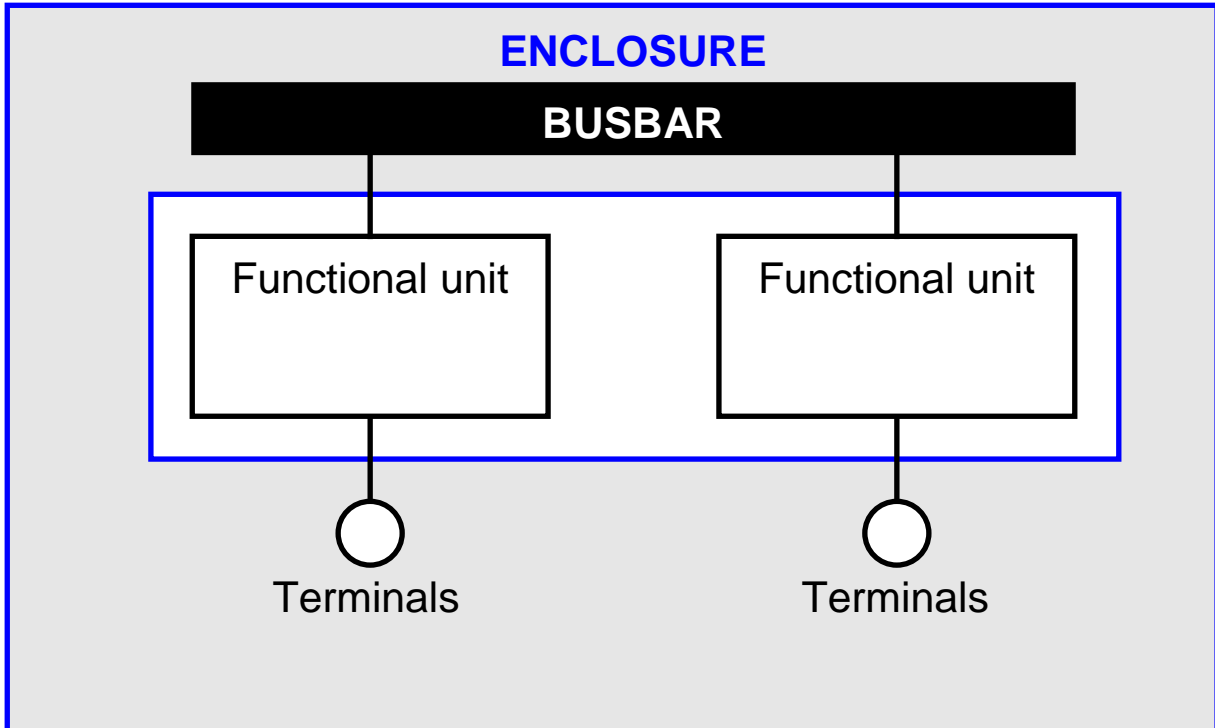 ENCLOSURE
BUSBAR
Functional unit
Functional unit
Terminals
Terminals